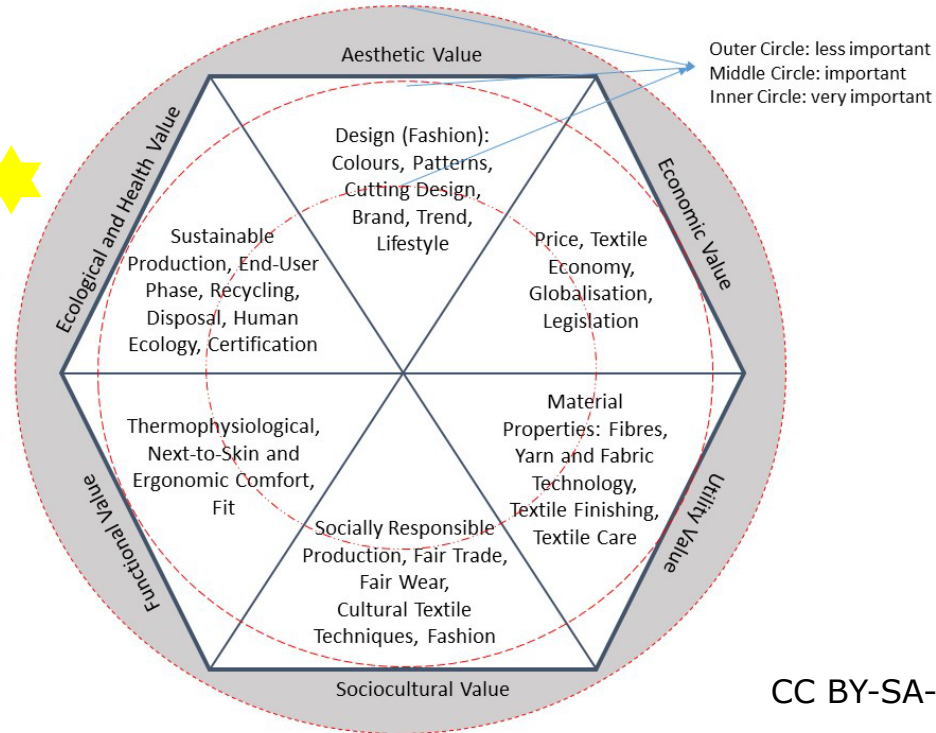 Aesthetic Value
Outer Circle: less important
Middle Circle: important
Inner Circle: very important
Design (Fashion):
Colours, Patterns,
Cutting Design,
Brand, Trend,
Lifestyle
Ecological and Health Value
Sustainable
Production, End-User
Phase, Recycling,
Disposal, Human
Ecology, Certification
Price, Textile
Economy,
Globalisation,
Legislation
Economic Value
Thermophysiological,
Next-to-Skin and
Ergonomic Comfort,
Fit
Functional Value
Material
Properties: Fibres,
Yarn and Fabric
Technology,
Textile Finishing,
Textile Care
Utility Value
Socially Responsible
Production, Fair Trade,
Fair Wear,
Cultural Textile
Techniques, Fashion
Sociocultural Value
CC BY-SA-